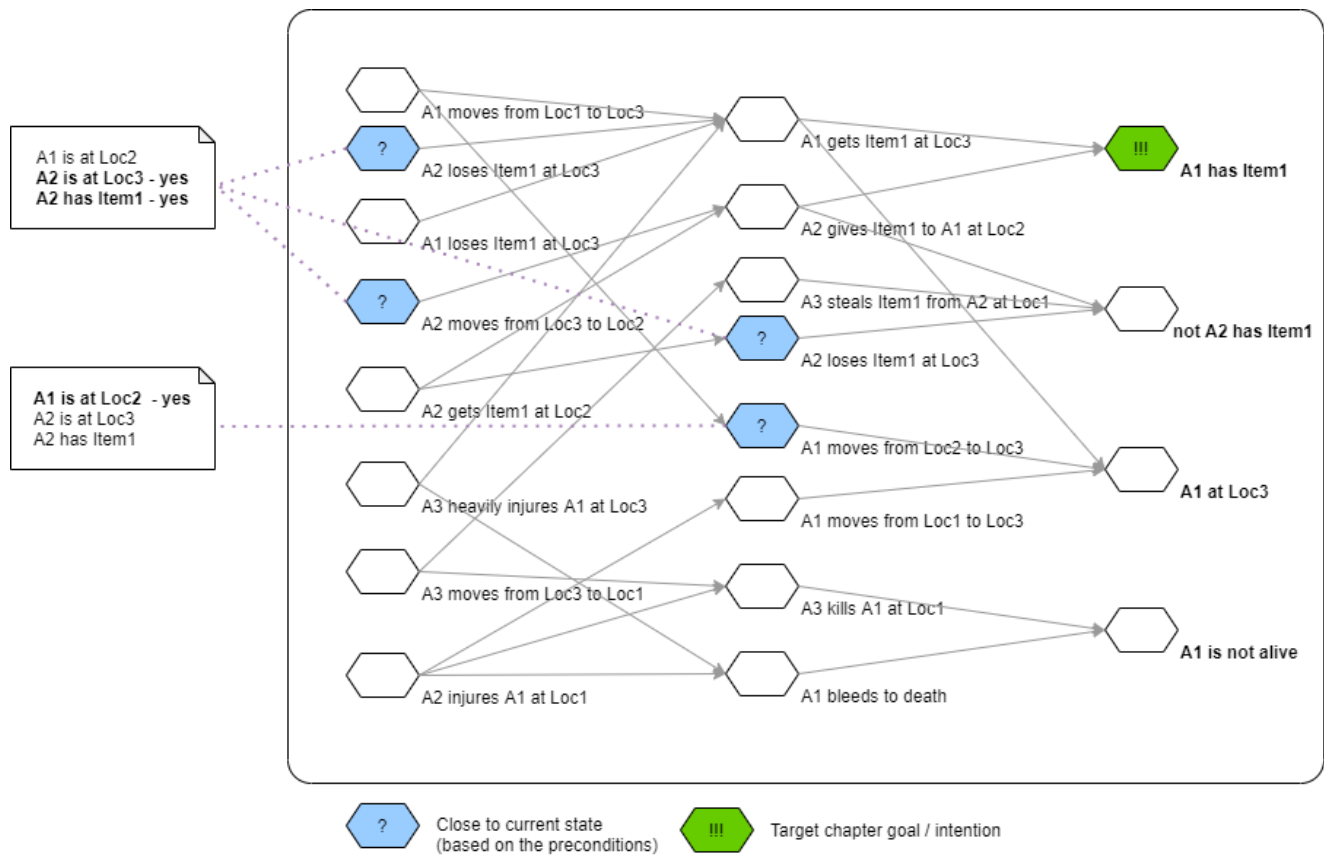 A1 is at Loc2
A2 is at Loc3 - yes
A2 has Item1 - yes
A1 is at Loc2 - yes
A2 is at Loc3
A2 has Item1
A1 moves from Loc1 to Loc3
?
A2 loses Item1 at Loc3
A1 loses Item1 at Loc3
?
A2 moves from Loc3 to Loc2
A2 gets Item1 at Loc2
A3 heavily injures A1 at Loc3
A3 moves from Loc3 to Loc1
A2 injures A1 at Loc1
A1 gets Item1 at Loc3
A2 gives Item1 to A1 at Loc2
A3 steals Item1 from A2 at Loc1
?
A2 loses Item1 at Loc3
?
A1 moves from Loc2 to Loc3
A1 moves from Loc1 to Loc3
A3 kills A1 at Loc1
A1 bleeds to death
!!!
A1 has Item1
not A2 has Item1
A1 at Loc3
A1 is not alive
?
Close to current state
(based on the preconditions)
!!!
Target chapter goal / intention